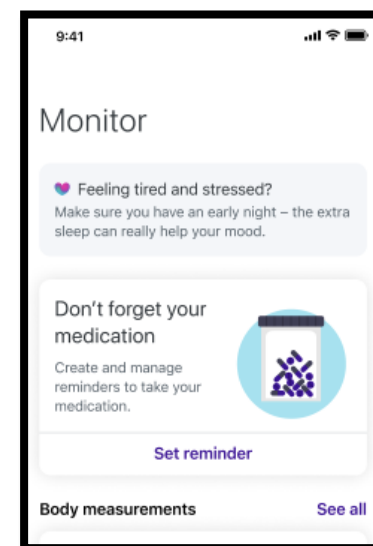 9:41
Monitor
Feeling tired and stressed?
Make sure you have an early night – the extra
sleep can really help your mood.
Don’t forget your
medication
Create and manage
reminders to take your
medication.
Set reminder
Body measurements See all